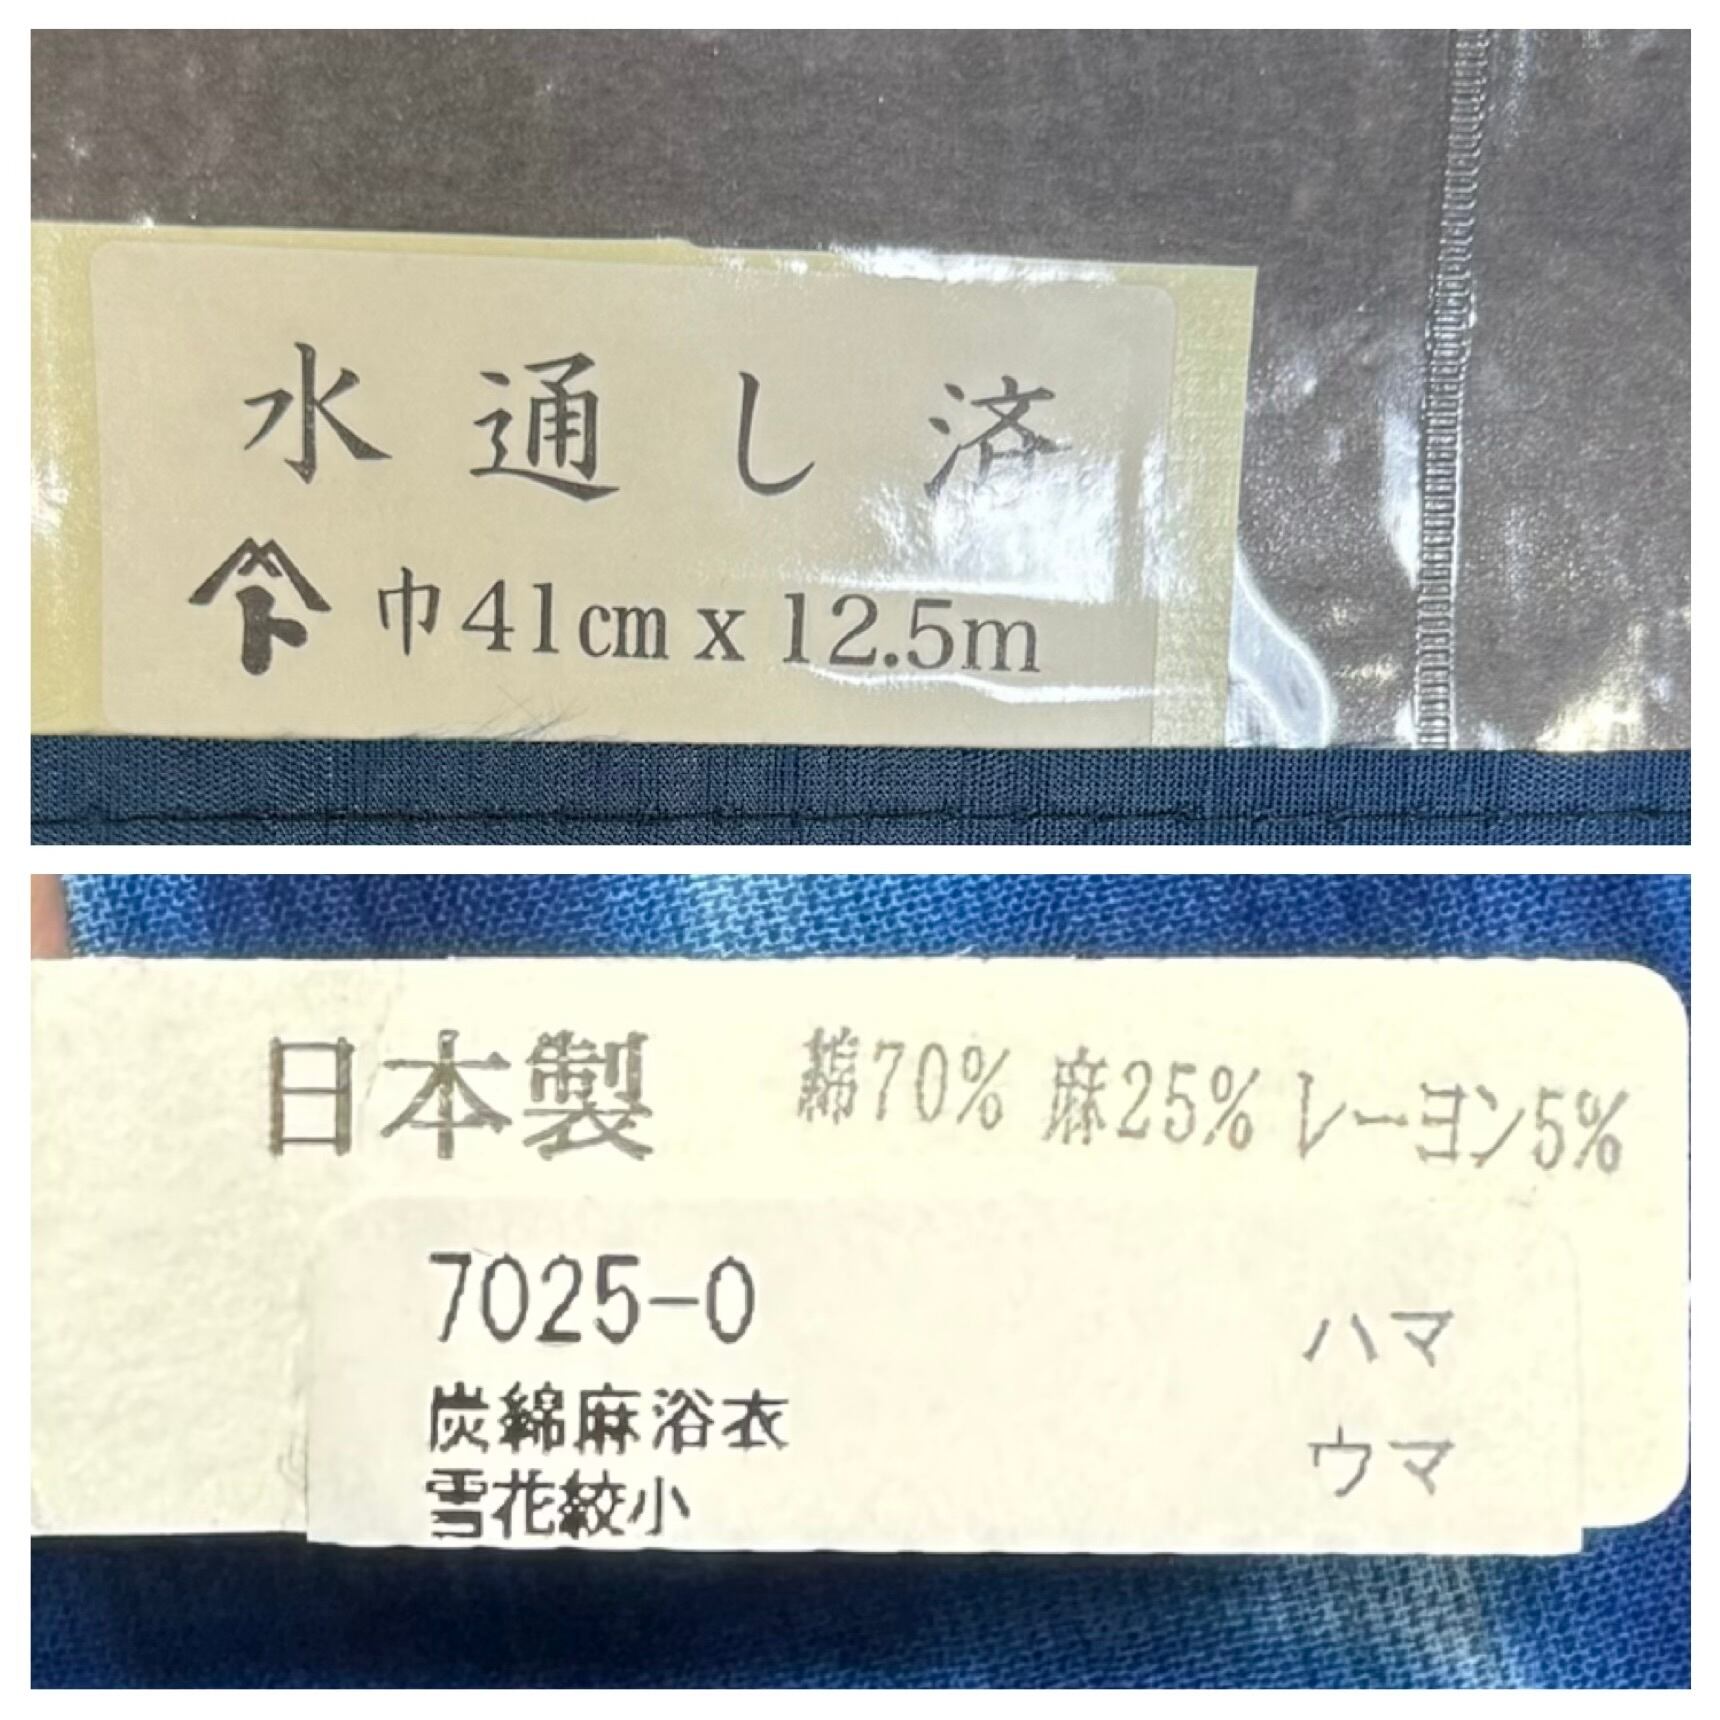 水通し済
ト 巾41cm x 12.5m
日本製 綿70% 麻25% レーヨン5%
7025-0
ハマ
炭綿麻浴衣
ウマ
雪花絞小